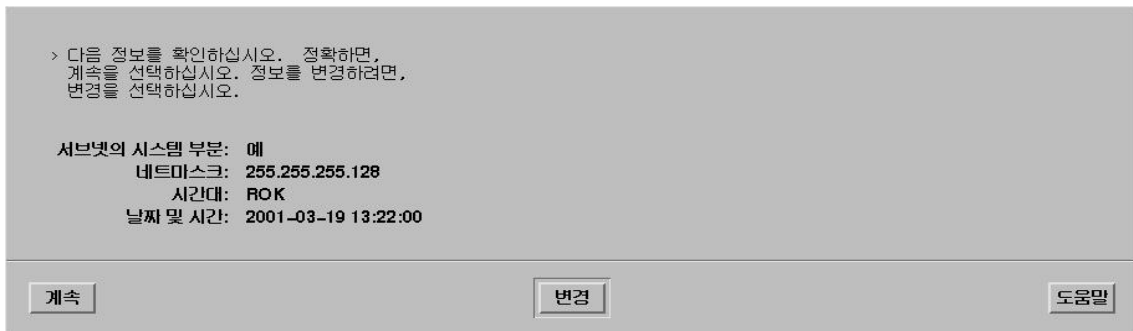 > 다음 정보를 확인하십시오. 정확하면,
계속을 선택하십시오. 정보를 변경하려면,
변경을 선택하십시오.
서브넷의 시스템 부분: 예
네트마스크: 255.255.255.128
시간대: ROK
날짜 및 시간: 2001-03-19 13:22:00
계속 변경 도움말